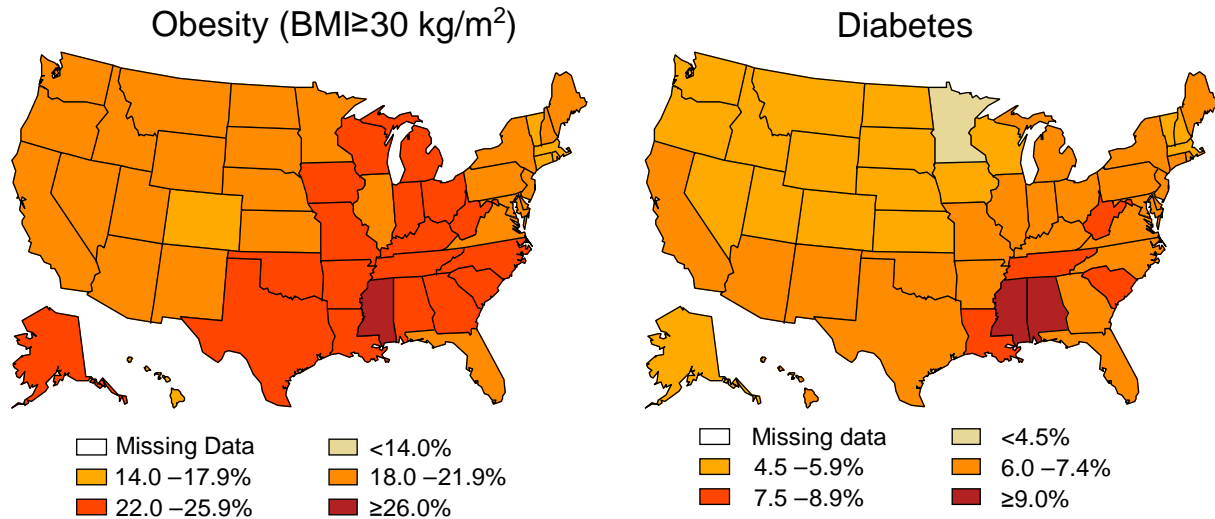 Obesity (BMI≥30 kg/m²)
Diabetes
Missing Data
<14.0%
14.0 –17.9%
18.0 –21.9%
22.0 –25.9%
≥26.0%
Missing data
<4.5%
4.5 –5.9%
6.0 –7.4%
7.5 –8.9%
≥9.0%